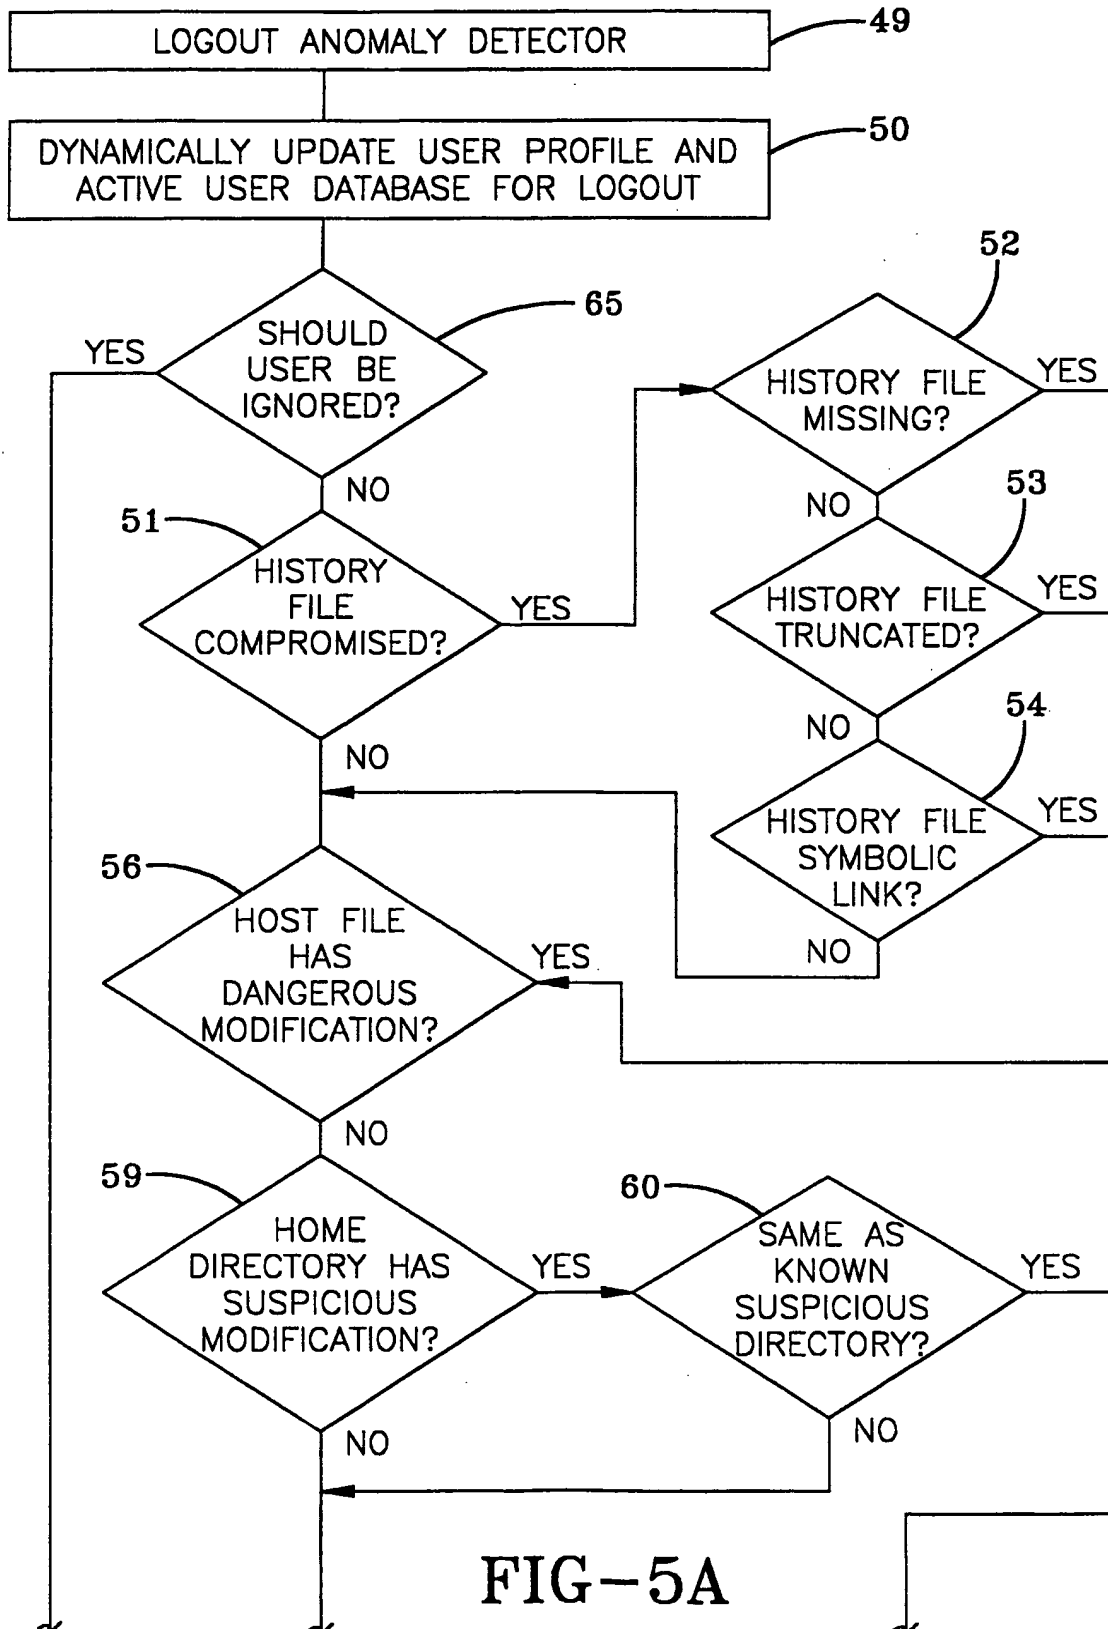 LOGOUT ANOMALY DETECTOR
49
DYNAMICALLY UPDATE USER PROFILE AND
ACTIVE USER DATABASE FOR LOGOUT
50
SHOULD
USER BE
IGNORED?
65
YES
NO
52
HISTORY FILE
MISSING?
YES
NO
51
HISTORY
FILE
COMPROMISED?
YES
NO
53
HISTORY FILE
TRUNCATED?
YES
NO
54
HISTORY FILE
SYMBOLIC
LINK?
YES
NO
56
HOST FILE
HAS
DANGEROUS
MODIFICATION?
YES
NO
59
HOME
DIRECTORY HAS
SUSPICIOUS
MODIFICATION?
YES
NO
60
SAME AS
KNOWN
SUSPICIOUS
DIRECTORY?
YES
NO
FIG-5A